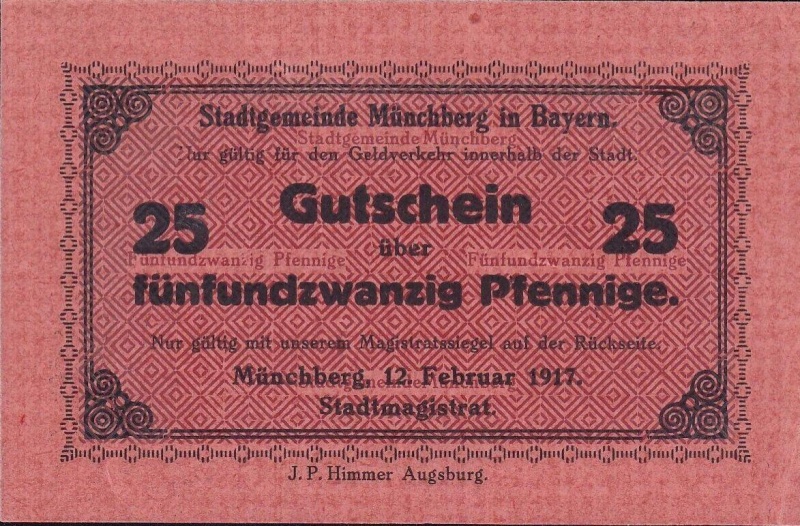 Stadtgemeinde Münchberg in Bayern.
Stadtgemeinde Münchberg
Nur gültig für den Geldverkehr innerhalb der Stadt.
25 Gutschein 25
über
Fünfundzwanzig Pfennige Fünfundzwanzig Pfennige
fünfundzwanzig Pfennige.
Nur gültig mit unserem Magistratssiegel auf der Rückseite.
Münchberg, 12. Februar 1917.
Stadtmagistrat.
J. P. Himmer Augsburg.